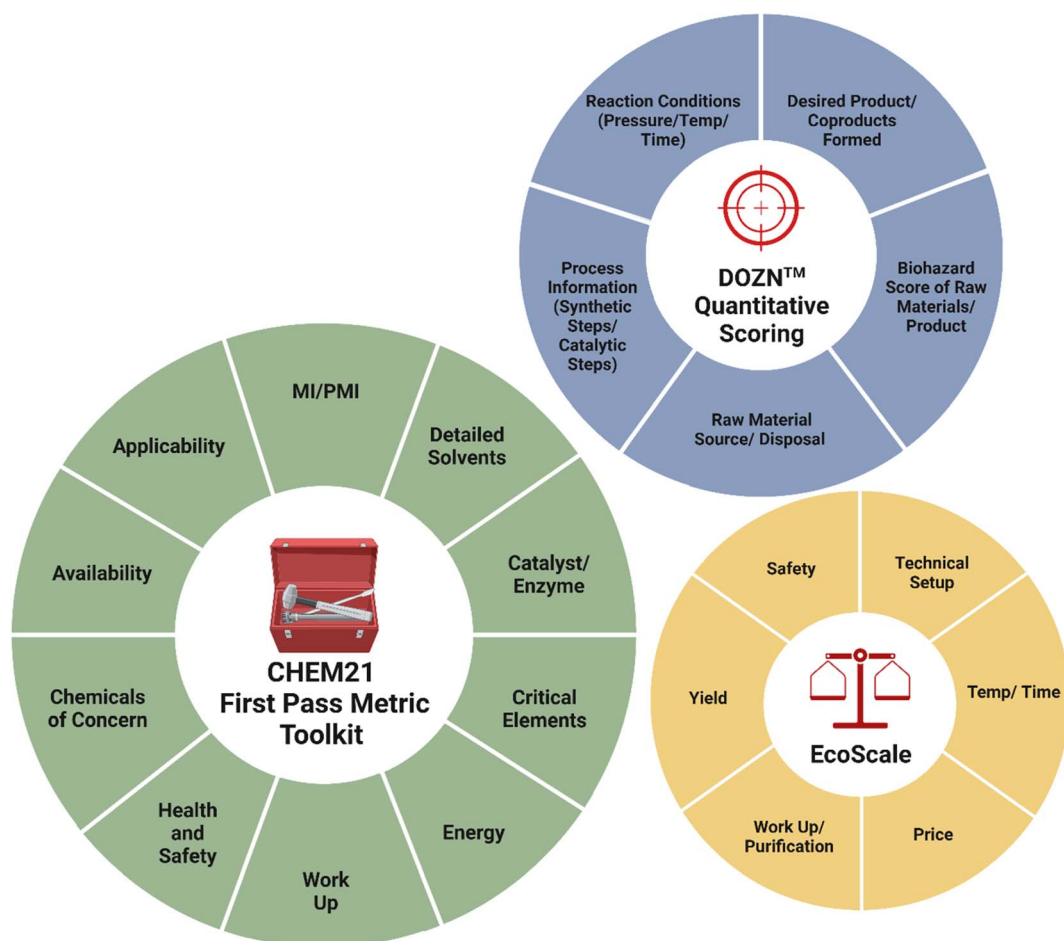 Reaction Conditions
(Pressure/Temp/
Time)
Desired Product/
Coproducts
Formed
Biohazard
Score of Raw
Materials/
Product
Raw Material
Source/ Disposal
Process
Information
(Synthetic
Steps/
Catalytic
Steps)
DOZN™
Quantitative
Scoring
MI/PMI
Detailed
Solvents
Catalyst/
Enzyme
Critical
Elements
Energy
Work
Up
Health
and
Safety
Chemicals
of Concern
Availability
Applicability
CHEM21
First Pass Metric
Toolkit
Safety
Technical
Setup
Temp/ Time
Price
Work Up/
Purification
Yield
EcoScale